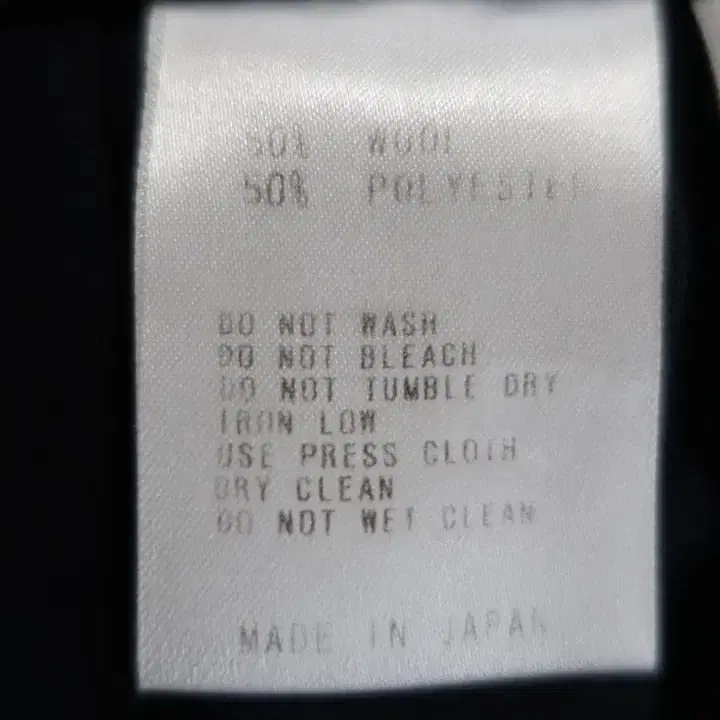 50% WOOL
50% POLYESTER
DO NOT WASH
DO NOT BLEACH
DO NOT TUMBLE DRY
IRON LOW
USE PRESS CLOTH
DRY CLEAN
DO NOT WET CLEAN
MADE IN JAPAN